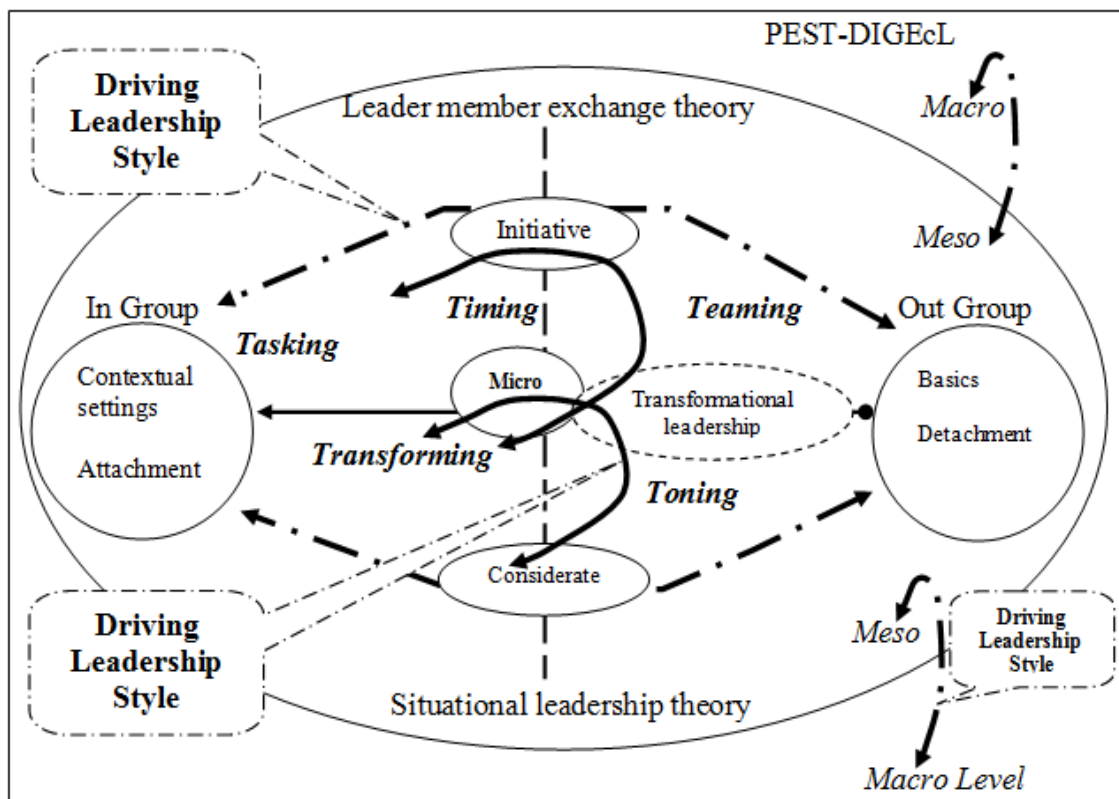 PEST-DIGEcL
Driving
Leadership
Style
Leader member exchange theory
Macro
Initiative
Meso
In Group
Timing
Teaming
Out Group
Tasking
Contextual
settings
Micro
Transformational
leadership
Basics
Attachment
Transforming
Detachment
Toning
Considerate
Driving
Leadership
Style
Meso
Driving
Leadership
Style
Situational leadership theory
Macro Level